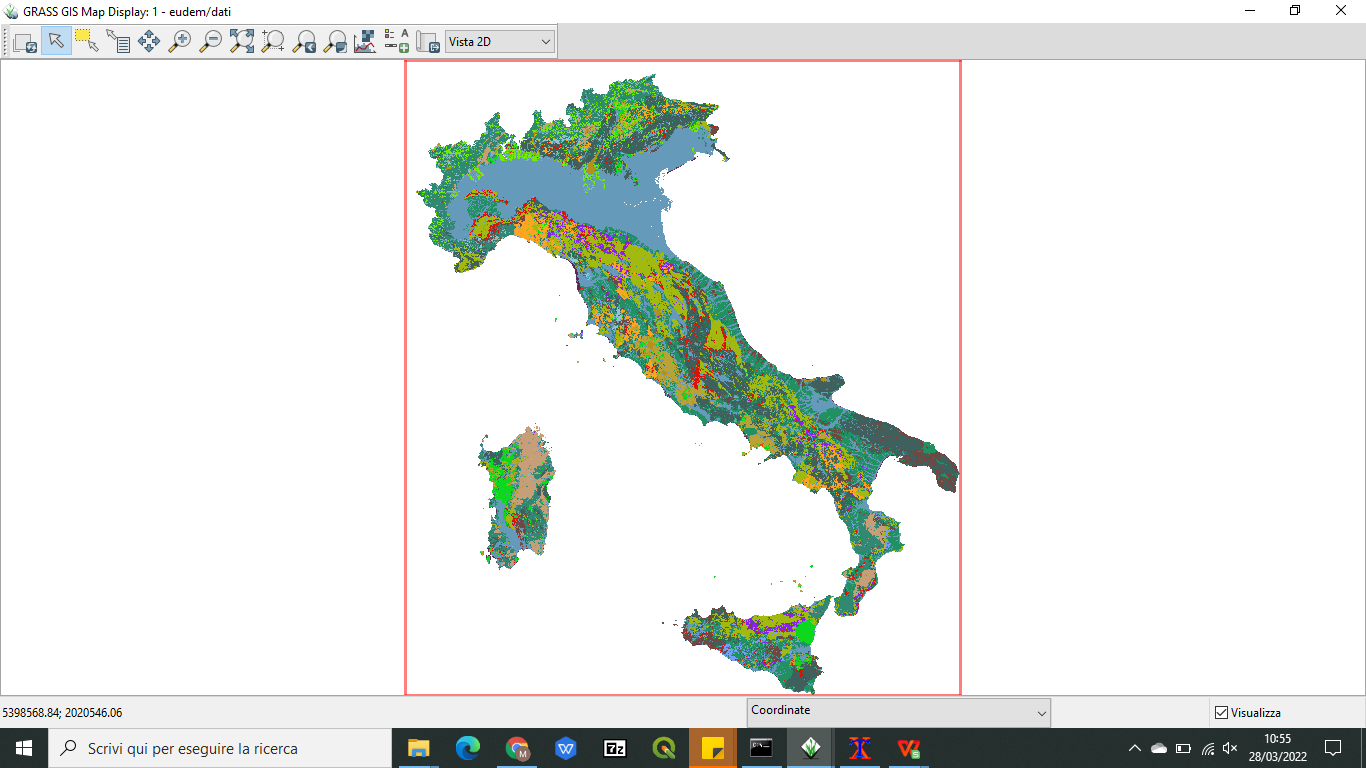 GRASS GIS Map Display: 1 - eudem/dati
A
Vista 2D
5398568.84; 2020546.06
Coordinate
Visualizza
Scrivi qui per eseguire la ricerca
M
W
7z
10:55
28/03/2022